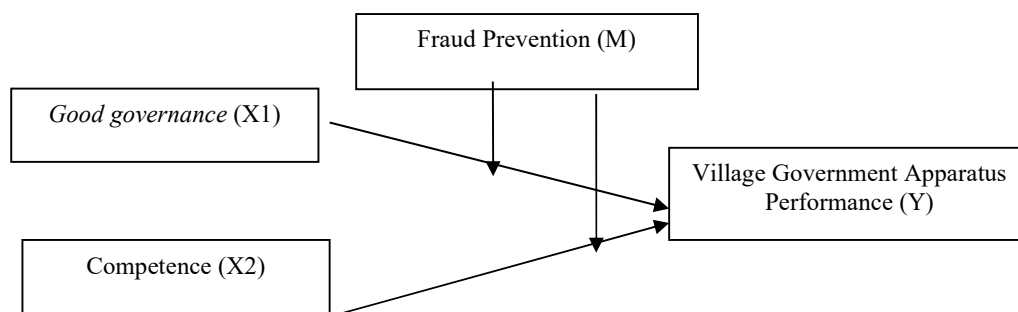 Fraud Prevention (M)
Good governance (X1)
Village Government Apparatus
Performance (Y)
Competence (X2)